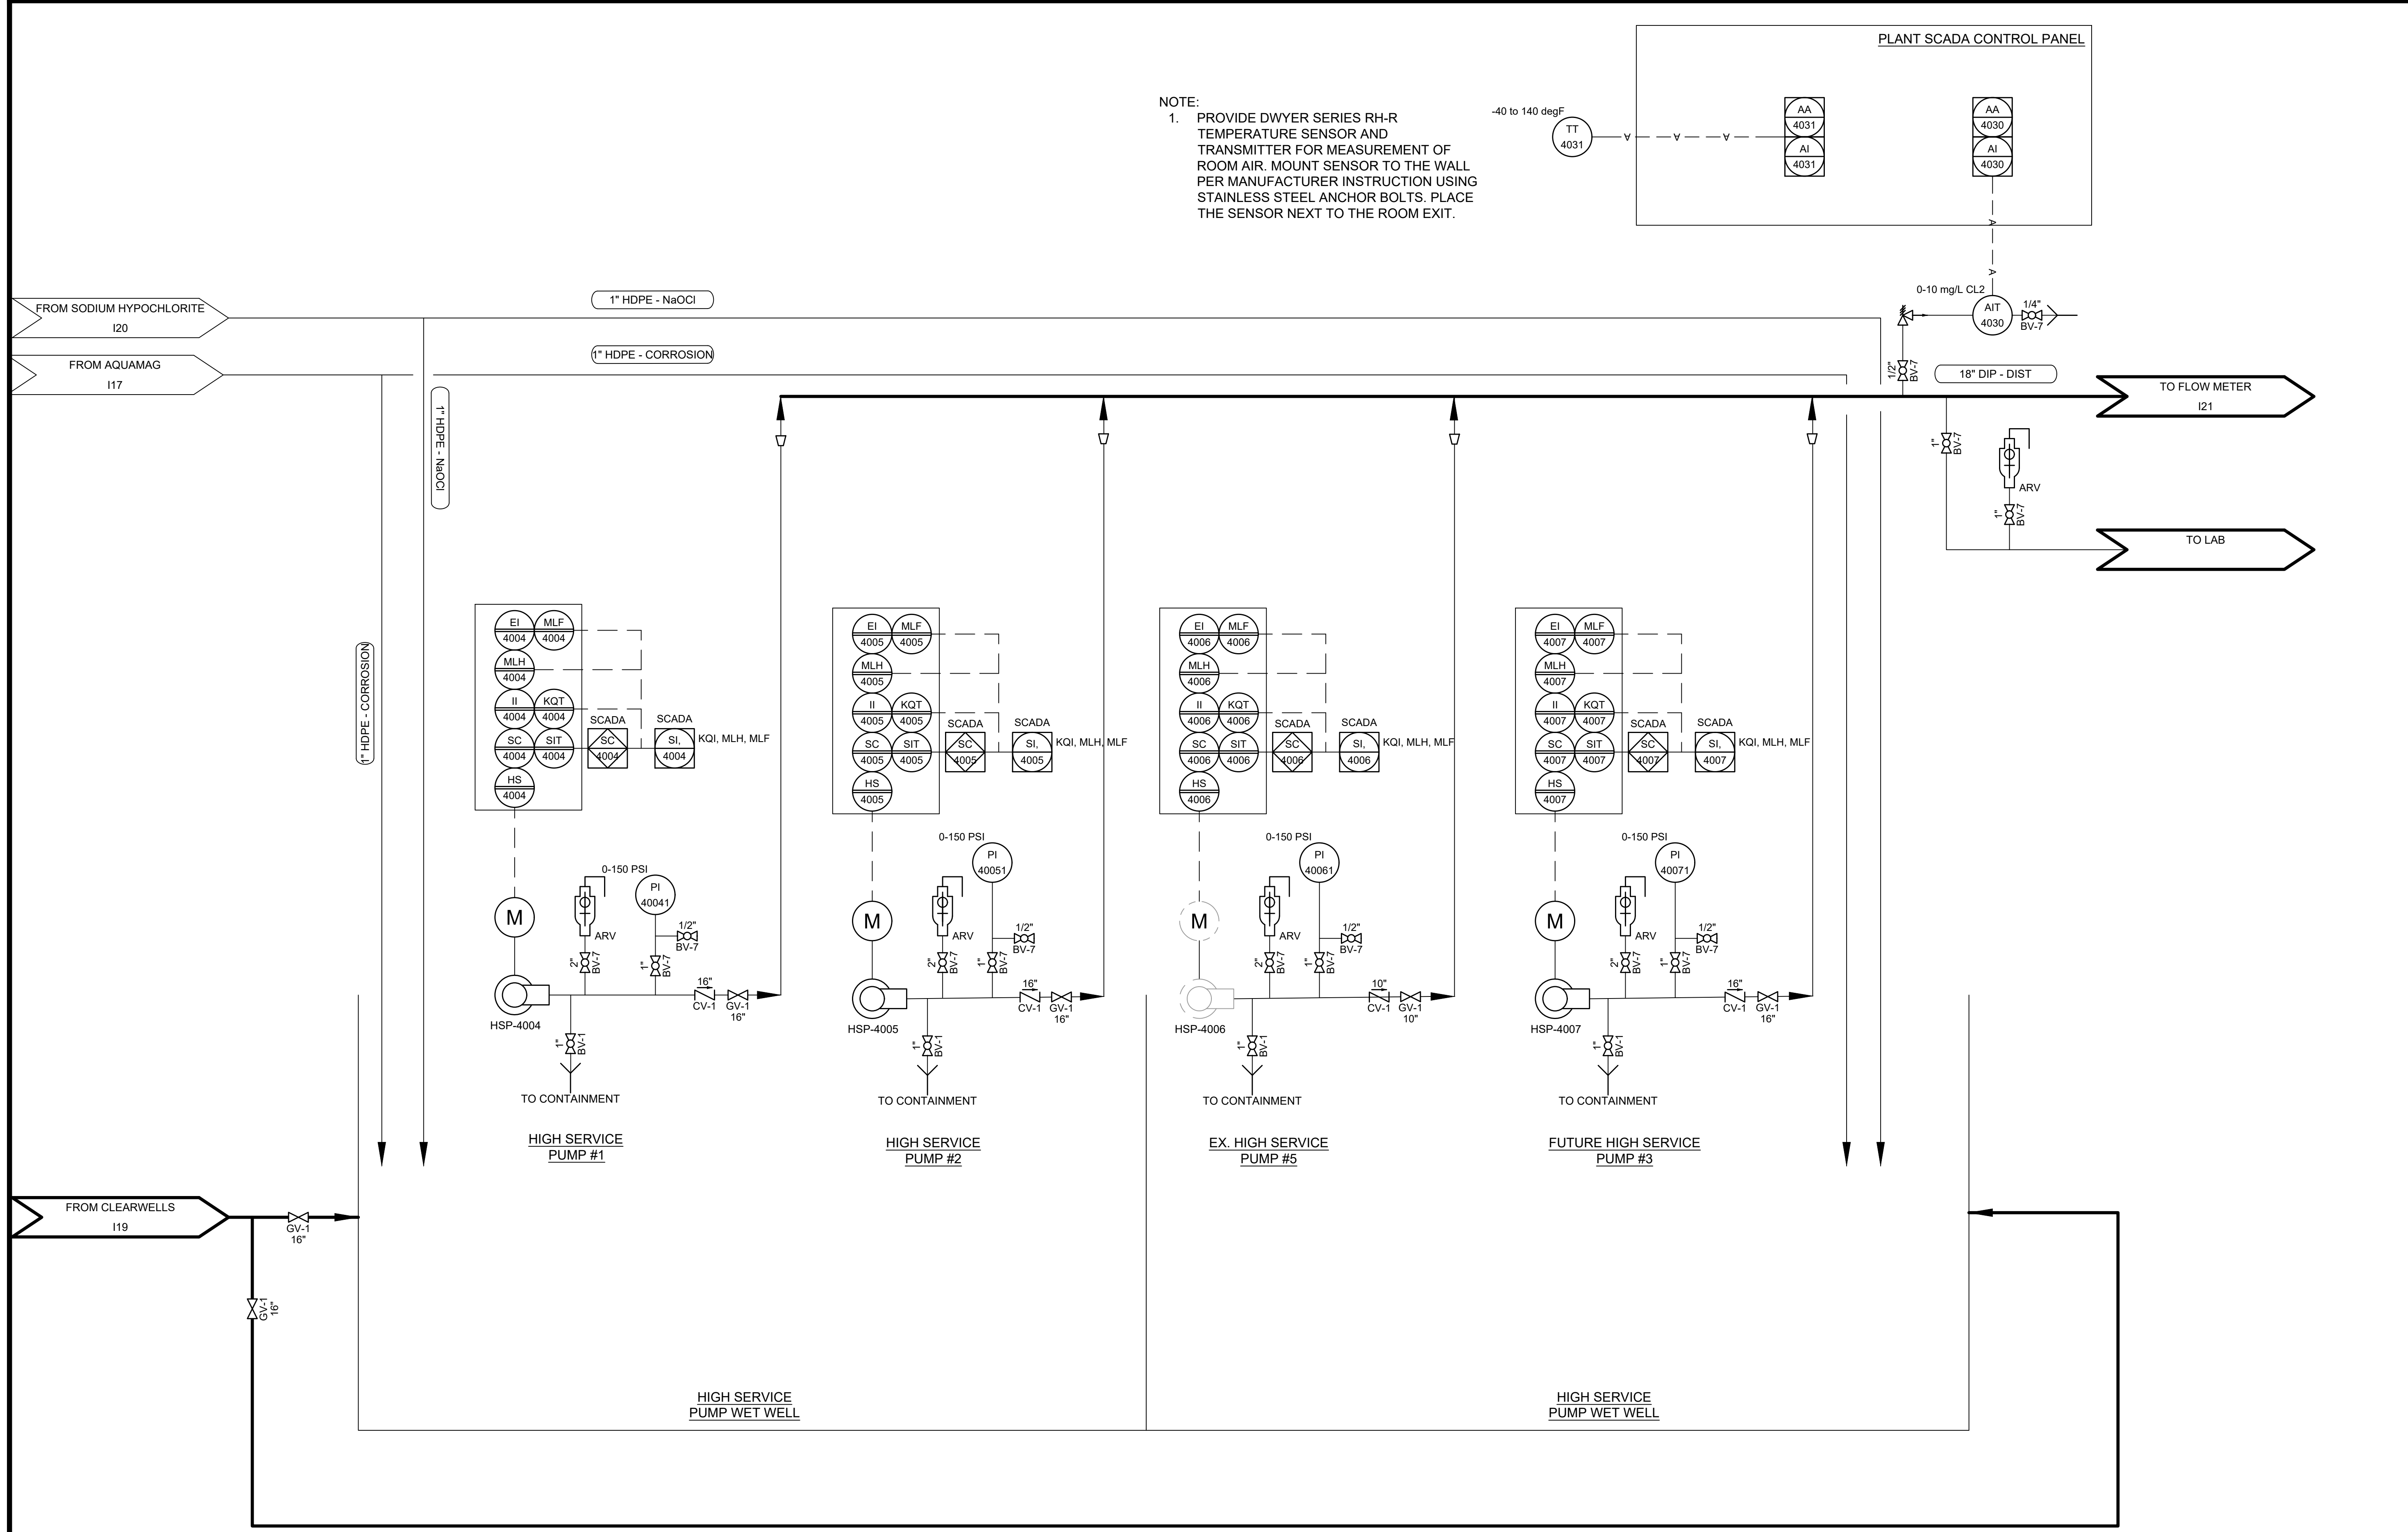 PLANT SCADA CONTROL PANEL
NOTE:
1. PROVIDE DWYER SERIES RH-R
TEMPERATURE SENSOR AND
TRANSMITTER FOR MEASUREMENT OF
ROOM AIR. MOUNT SENSOR TO THE WALL
PER MANUFACTURER INSTRUCTION USING
STAINLESS STEEL ANCHOR BOLTS. PLACE
THE SENSOR NEXT TO THE ROOM EXIT.
-40 to 140 degF
TT
4031
A
A
A
AA
4031
AI
4031
AA
4030
AI
4030
A
A
0-10 mg/L CL2
AIT
4030
1/4"
BV-7
1/2"
BV-7
FROM SODIUM HYPOCHLORITE
I20
1" HDPE - NaOCl
FROM AQUAMAG
I17
1" HDPE - CORROSION
18" DIP - DIST
TO FLOW METER
I21
1" HDPE - NaOCl
1"
BV-7
ARV
1"
BV-7
TO LAB
1" HDPE - CORROSION
EI
4004
MLF
4004
MLH
4004
II
4004
KQT
4004
SC
4004
SIT
4004
HS
4004
SCADA
SC
4004
SCADA
SI,
4004
KQI, MLH, MLF
0-150 PSI
PI
40041
M
ARV
2"
BV-7
1"
BV-7
1/2"
BV-7
16"
CV-1
GV-1
16"
HSP-4004
1"
BV-1
TO CONTAINMENT
HIGH SERVICE
PUMP #1
EI
4005
MLF
4005
MLH
4005
II
4005
KQT
4005
SC
4005
SIT
4005
HS
4005
SCADA
SC
4005
SCADA
SI,
4005
KQI, MLH, MLF
0-150 PSI
PI
40051
M
ARV
2"
BV-7
1"
BV-7
1/2"
BV-7
16"
CV-1
GV-1
16"
HSP-4005
1"
BV-1
TO CONTAINMENT
HIGH SERVICE
PUMP #2
EI
4006
MLF
4006
MLH
4006
II
4006
KQT
4006
SC
4006
SIT
4006
HS
4006
SCADA
SC
4006
SCADA
SI,
4006
KQI, MLH, MLF
0-150 PSI
PI
40061
M
ARV
2"
BV-7
1"
BV-7
1/2"
BV-7
10"
CV-1
GV-1
10"
HSP-4006
1"
BV-1
TO CONTAINMENT
EX. HIGH SERVICE
PUMP #5
EI
4007
MLF
4007
MLH
4007
II
4007
KQT
4007
SC
4007
SIT
4007
HS
4007
SCADA
SC
4007
SCADA
SI,
4007
KQI, MLH, MLF
0-150 PSI
PI
40071
M
ARV
2"
BV-7
1"
BV-7
1/2"
BV-7
16"
CV-1
GV-1
16"
HSP-4007
1"
BV-1
TO CONTAINMENT
FUTURE HIGH SERVICE
PUMP #3
FROM CLEARWELLS
I19
GV-1
16"
GV-1
16"
HIGH SERVICE
PUMP WET WELL
HIGH SERVICE
PUMP WET WELL